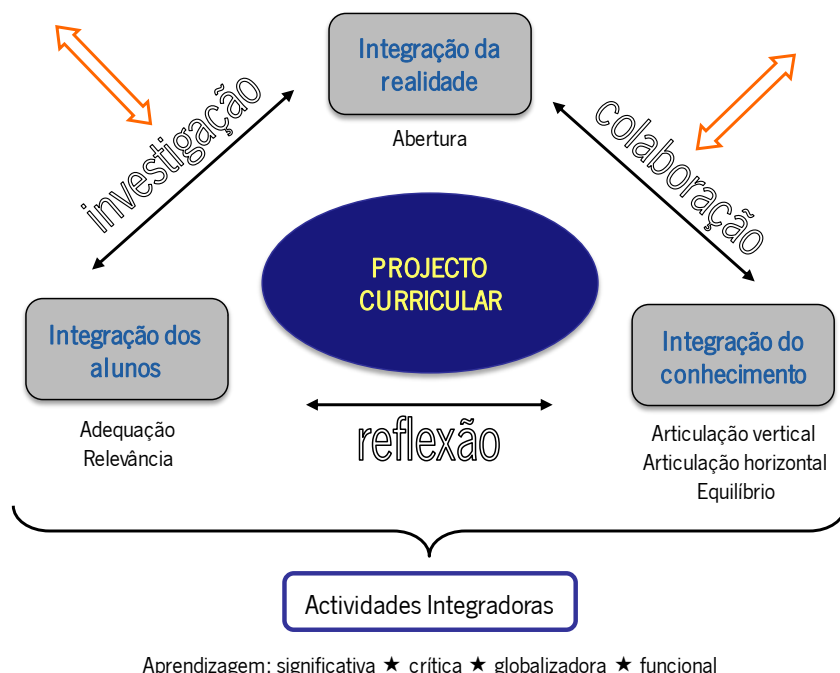 Integração da
realidade
Abertura
investigação
colaboração
PROJECTO
CURRICULAR
Integração dos
alunos
Adequação
Relevância
Integração do
conhecimento
Articulação vertical
Articulação horizontal
Equilíbrio
reflexão
Actividades Integradoras
Aprendizagem: significativa ★ crítica ★ globalizadora ★ funcional